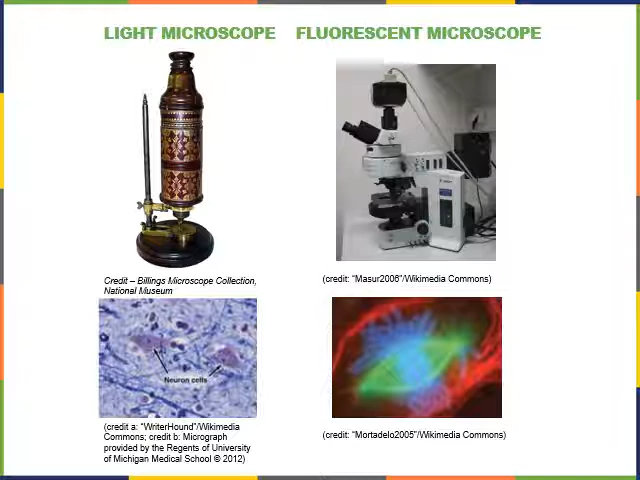 LIGHT MICROSCOPE
FLUORESCENT MICROSCOPE
Credit – Billings Microscope Collection,
National Museum
(credit: "Masur2006"/Wikimedia Commons)
Neuron cells
(credit a: "WriterHound"/Wikimedia
Commons; credit b: Micrograph
provided by the Regents of University
of Michigan Medical School © 2012)
(credit: "Mortadelo2005"/Wikimedia Commons)